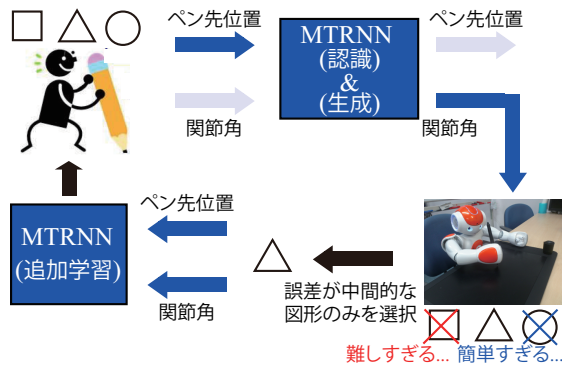 ペン先位置
関節角
MTRNN
(認識)
&
(生成)
ペン先位置
関節角
MTRNN
(追加学習)
ペン先位置
関節角
誤差が中間的な
図形のみを選択
難しすぎる... 簡単すぎる...